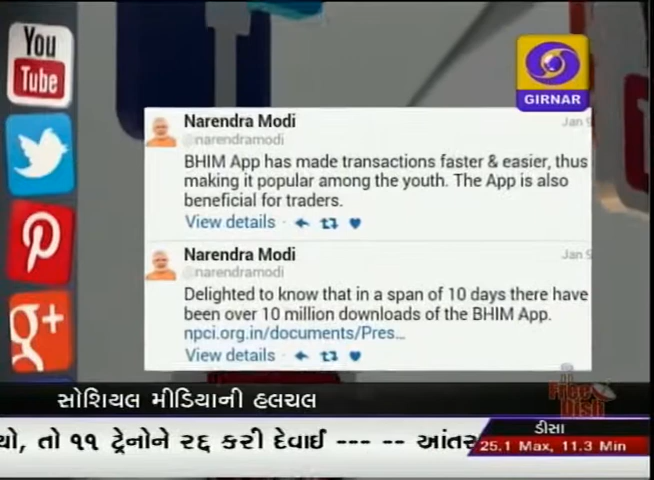 You
Tube
GIRNAR
Narendra Modi
Jan 9
@narendramodi
BHIM App has made transactions faster & easier, thus
making it popular among the youth. The App is also
beneficial for traders.
View details
Narendra Modi
Jan 9
@narendramodi
Delighted to know that in a span of 10 days there have
been over 10 million downloads of the BHIM App.
npci.org.in/documents/Pres...
View details
g+
Free
Dish
સોશિયલ મીડિયાની હલચલ
ડીસા
તો ૧૧ ટ્રેનોને રદ્દ કરી દેવાઈ --- -- આંતર
25.1 Max, 11.3 Min